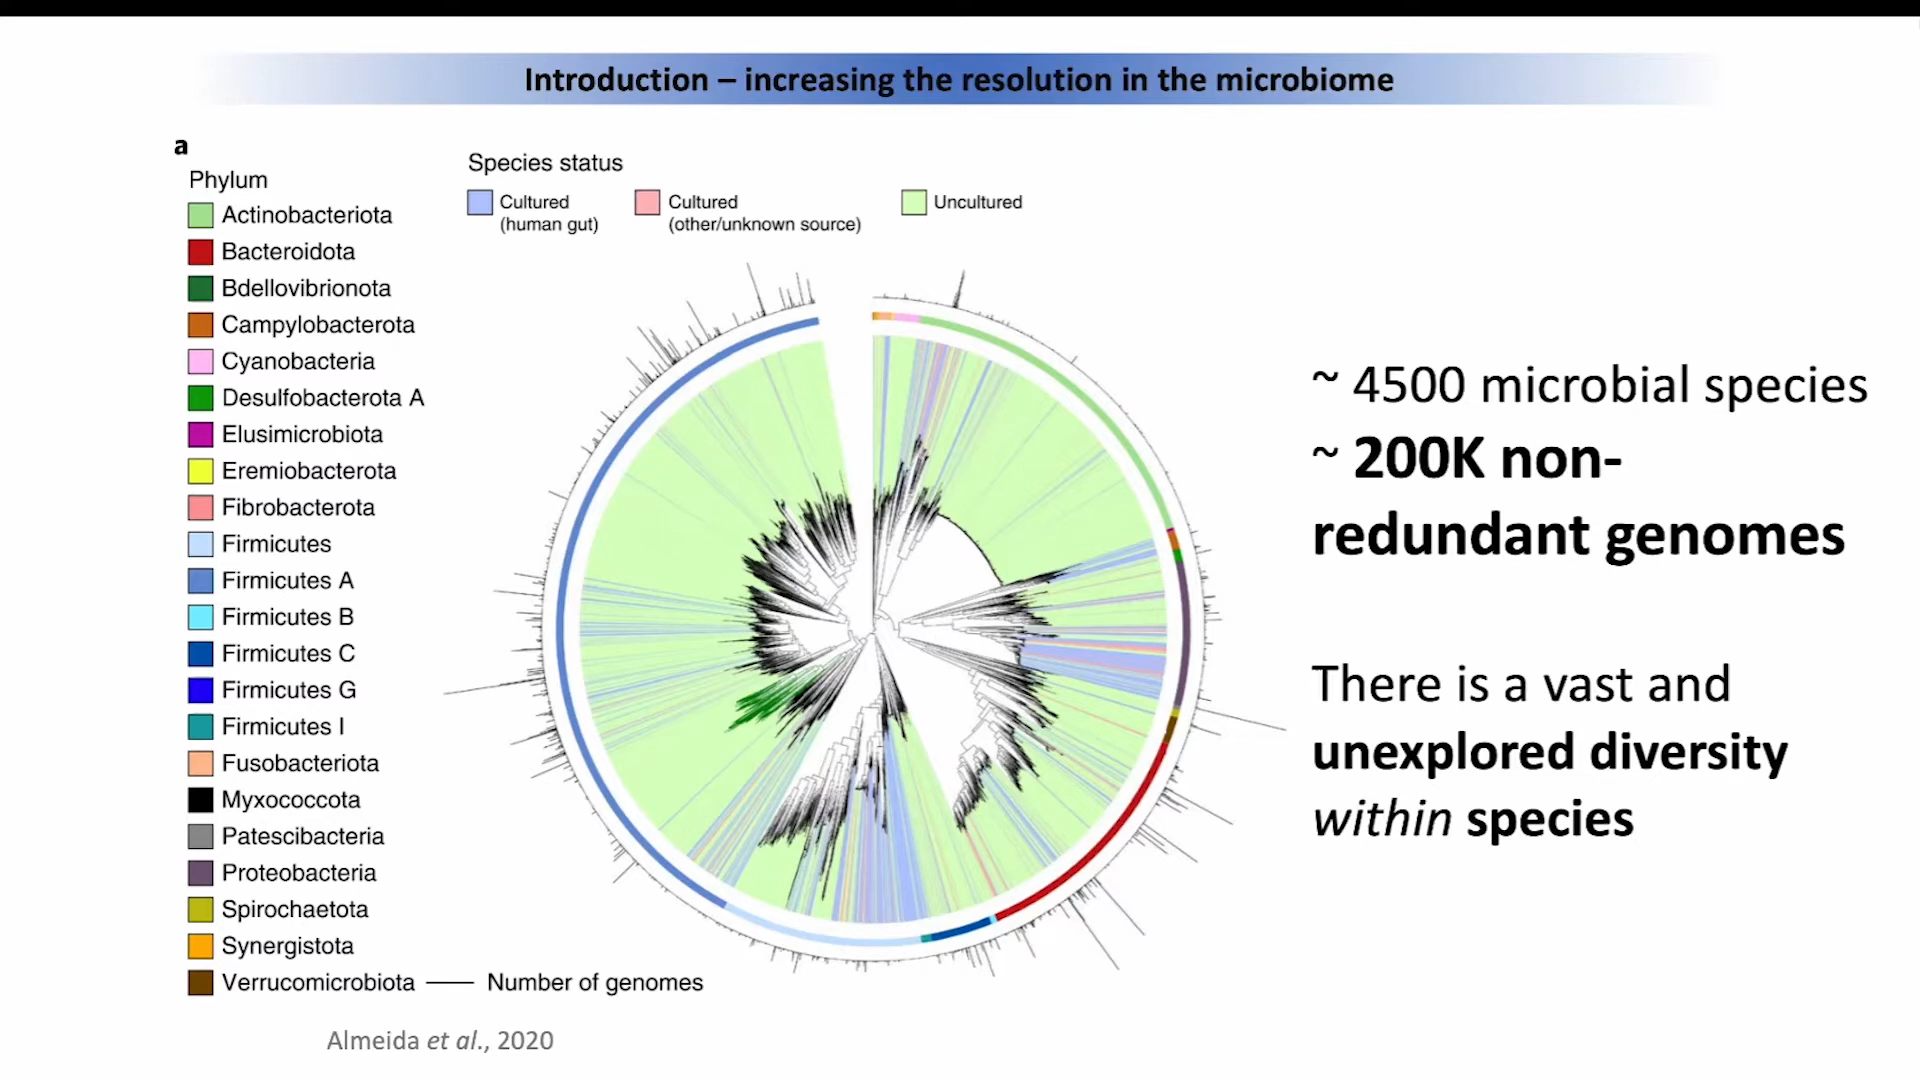 Introduction – increasing the resolution in the microbiome
a
Phylum
Actinobacteriota
Bacteroidota
Bdellovibrionota
Campylobacterota
Cyanobacteria
Desulfobacterota A
Elusimicrobiota
Eremiobacterota
Fibrobacterota
Firmicutes
Firmicutes A
Firmicutes B
Firmicutes C
Firmicutes G
Firmicutes I
Fusobacteriota
Myxococcota
Patescibacteria
Proteobacteria
Spirochaetota
Synergistota
Verrucomicrobiota
Number of genomes
Species status
Cultured
(human gut)
Cultured
(other/unknown source)
Uncultured
~ 4500 microbial species
~ 200K non-
redundant genomes
There is a vast and
unexplored diversity
within species
Almeida et al., 2020